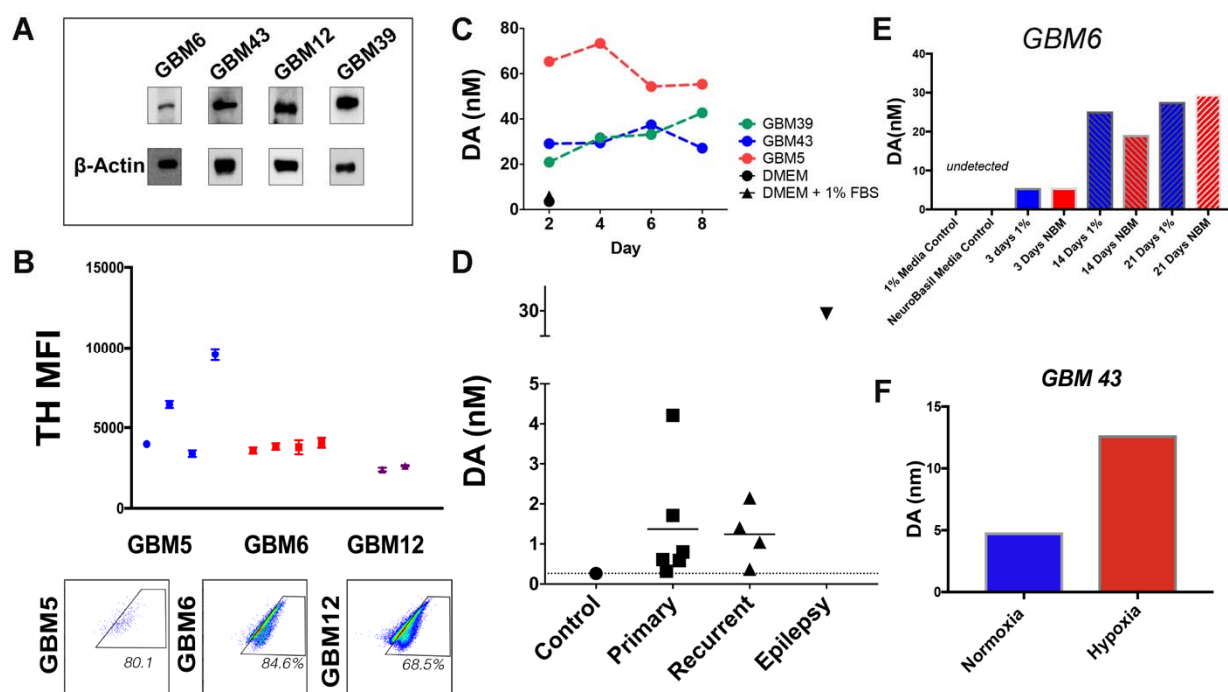 A
GBM6
GBM43
GBM12
GBM39
β-Actin
B
TH MFI
15000
10000
5000
0
GBM5
GBM6
GBM12
GBM5
80.1
GBM6
84.6%
GBM12
68.5%
C
DA (nM)
80
60
40
20
0
2
4
6
8
Day
GBM39
GBM43
GBM5
DMEM
DMEM + 1% FBS
D
DA (nM)
30
5
4
3
2
1
0
Control
Primary
Recurrent
Epilepsy
E
GBM6
DA(nM)
40
30
20
10
0
undetected
1% Media Control
NeuroBasil Media Control
3 days 1%
3 Days NBM
14 Days 1%
14 Days NBM
21 Days 1%
21 Days NBM
F
GBM 43
DA (nm)
15
10
5
0
Normoxia
Hypoxia